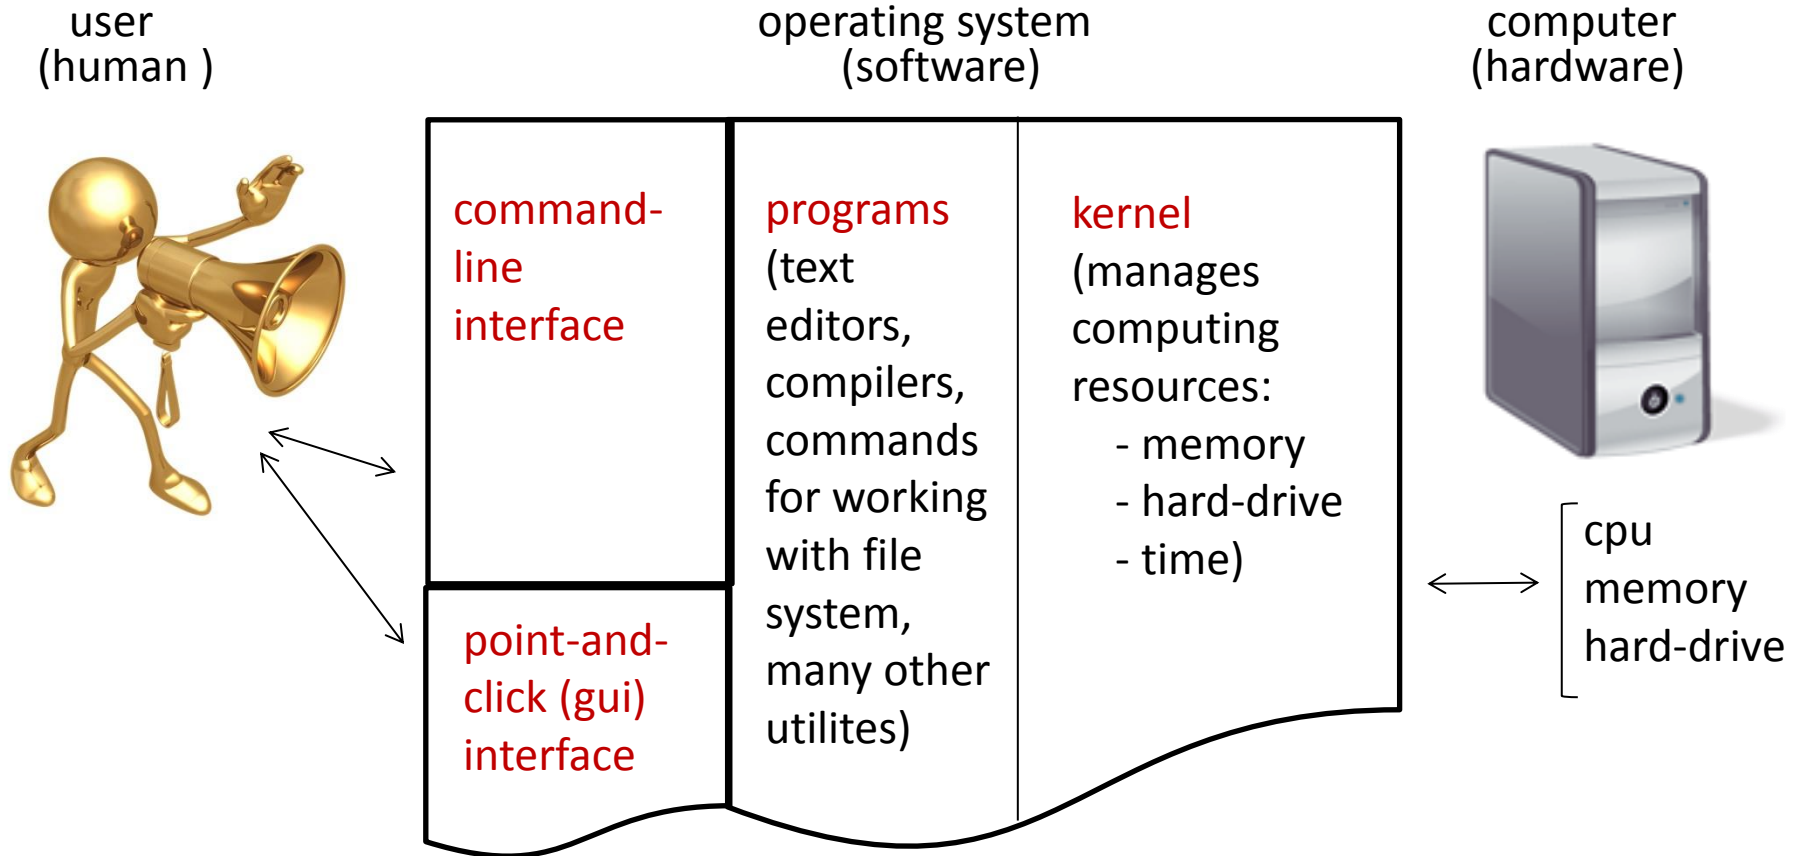 user
(human )
operating system
(software)
computer
(hardware)
command-
line
interface
point-and-
click (gui)
interface
programs
(text
editors,
compilers,
commands
for working
with file
system,
many other
utilites)
kernel
(manages
computing
resources:
- memory
- hard-drive
- time)
cpu
memory
hard-drive